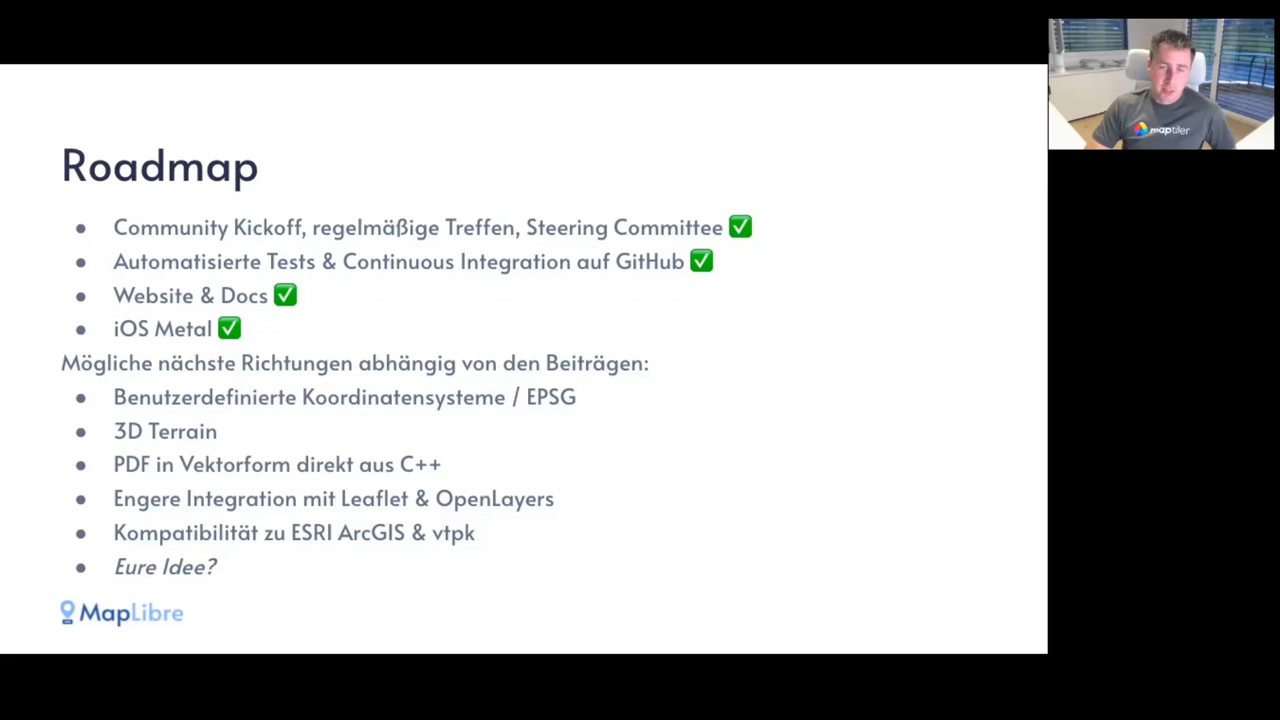 Roadmap
● Community Kickoff, regelmäßige Treffen, Steering Committee ✅
● Automatisierte Tests & Continuous Integration auf GitHub ✅
● Website & Docs ✅
● iOS Metal ✅
Mögliche nächste Richtungen abhängig von den Beiträgen:
● Benutzerdefinierte Koordinatensysteme / EPSG
● 3D Terrain
● PDF in Vektorform direkt aus C++
● Engere Integration mit Leaflet & OpenLayers
● Kompatibilität zu ESRI ArcGIS & vtpk
● Eure Idee?
MapLibre
maptiler